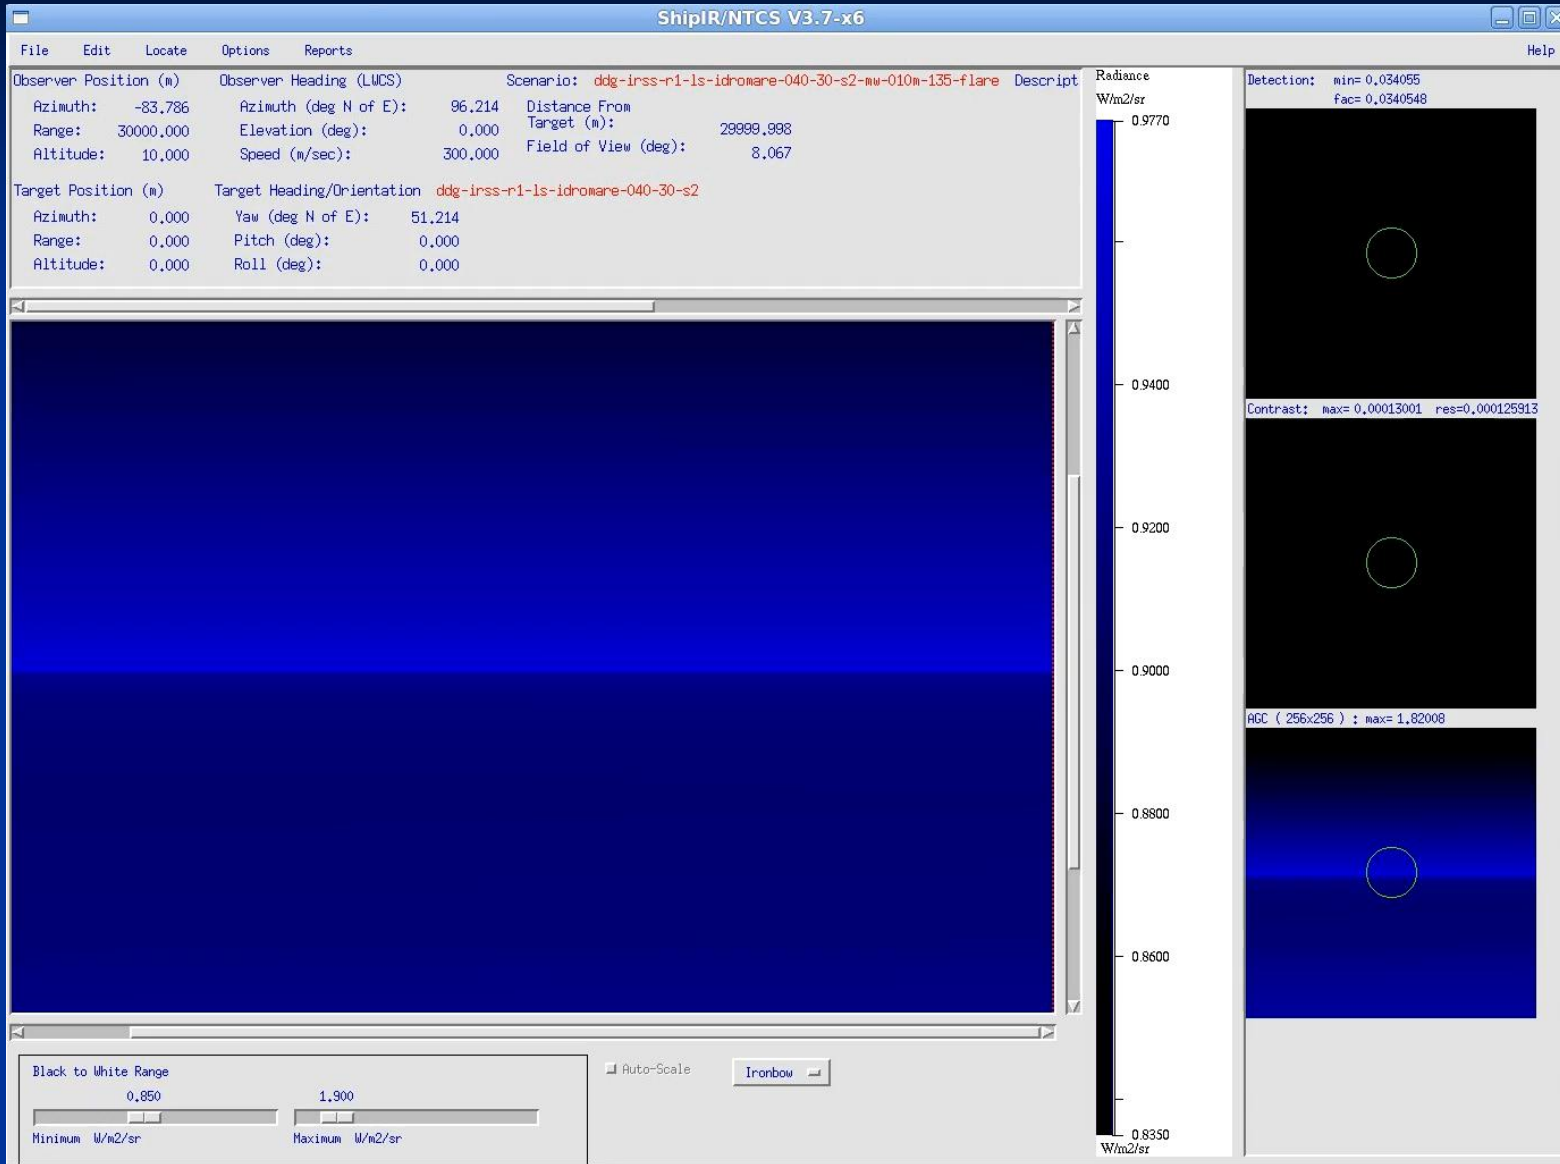 ShipIR/NTCS V3.7-x6
File Edit Locate Options Reports Help
Observer Position (m) Observer Heading (LWCS) Scenario: ddg-irss-r1-ls-idromare-040-30-s2-mw-010m-135-flare Descript
Azimuth: -83.786 Azimuth (deg N of E): 96.214 Distance From
Range: 30000.000 Elevation (deg): 0.000 Target (m): 29999.998
Altitude: 10.000 Speed (m/sec): 300.000 Field of View (deg): 8.067
Target Position (m) Target Heading/Orientation ddg-irss-r1-ls-idromare-040-30-s2
Azimuth: 0.000 Yaw (deg N of E): 51.214
Range: 0.000 Pitch (deg): 0.000
Altitude: 0.000 Roll (deg): 0.000
Radiance
W/m2/sr
0.9770
0.9400
0.9200
0.9000
0.8800
0.8600
0.8350
W/m2/sr
Detection: min= 0.034055
fac= 0.0340548
Contrast: max= 0.00013001 res=0.000125913
AGC ( 256x256 ) : max= 1.82008
Black to White Range
0.850 1.900
Minimum W/m2/sr Maximum W/m2/sr
Auto-Scale
Ironbow